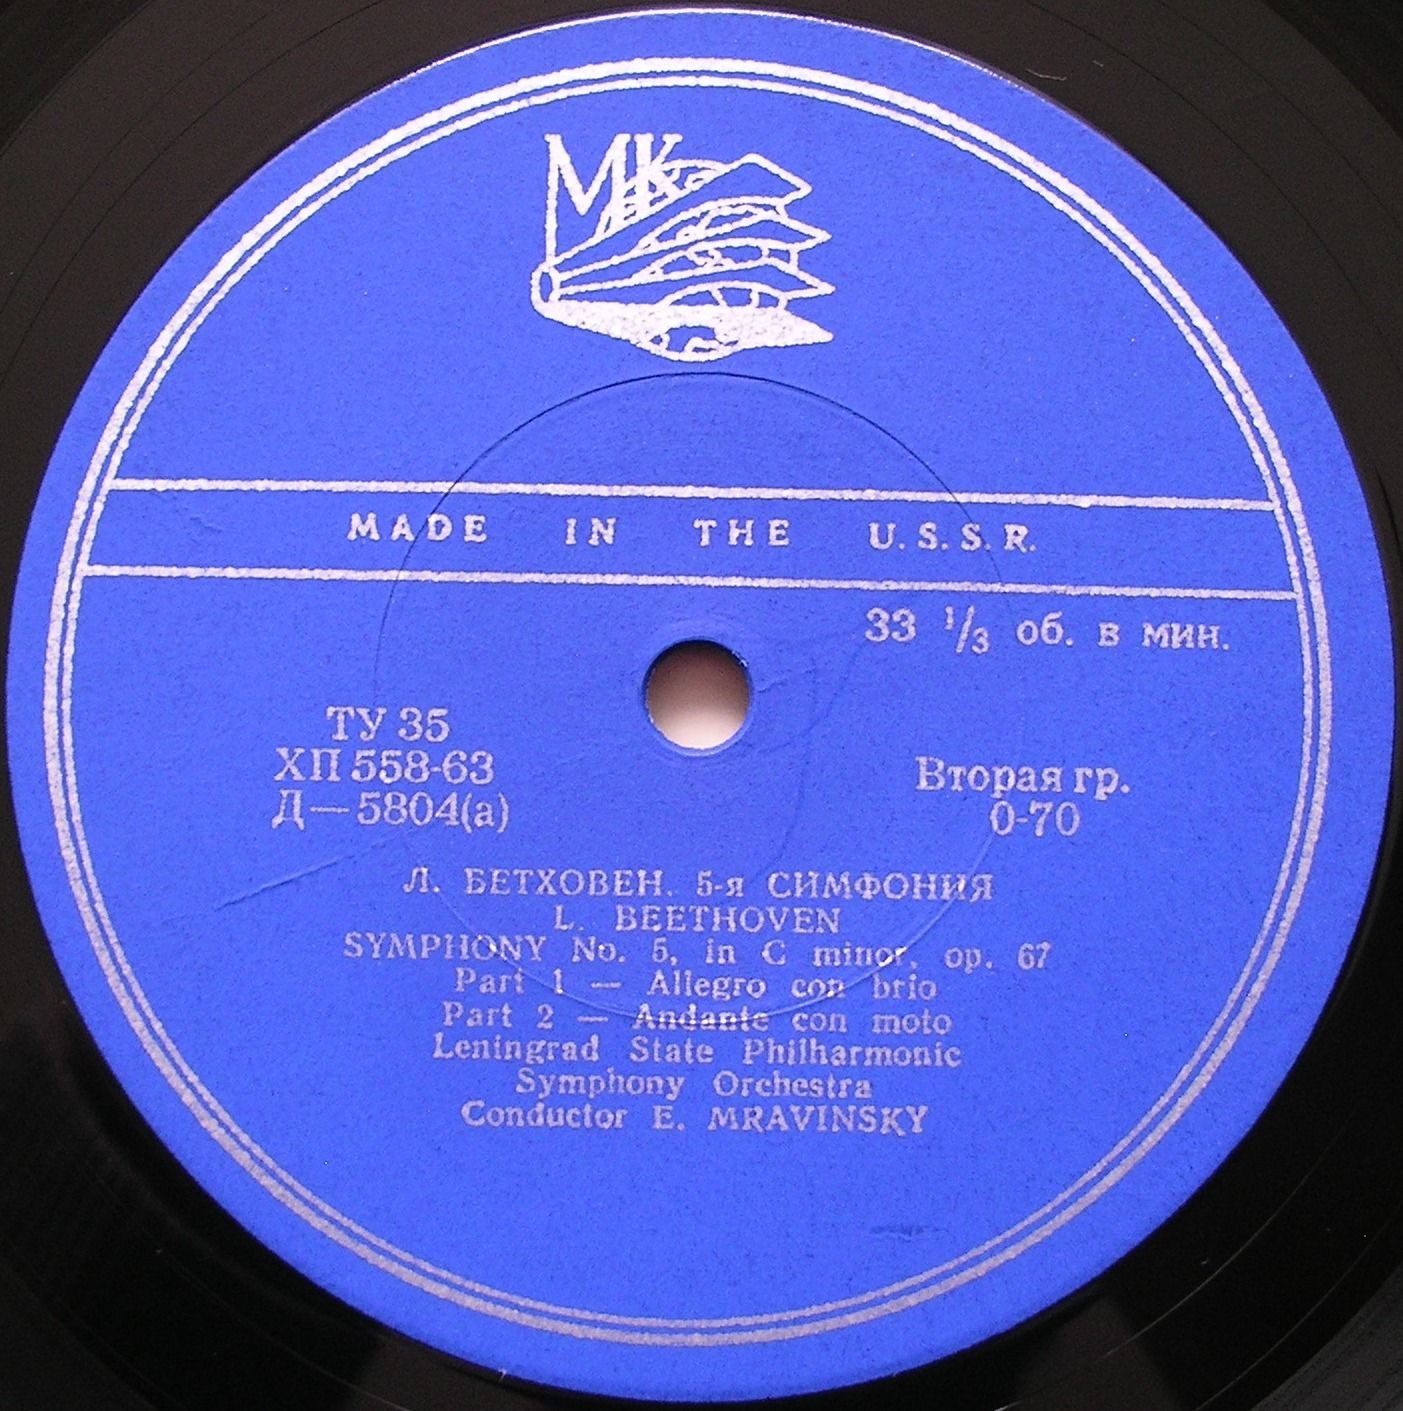 МК
MADE IN THE U.S.S.R.
33 1/3 об. в мин.
ТУ 35
ХП 558-63
Д—5804(а)
Вторая гр.
0-70
Л. БЕТХОВЕН. 5-я СИМФОНИЯ
L. BEETHOVEN
SYMPHONY No. 5, in C minor, op. 67
Part 1 — Allegro con brio
Part 2 — Andante con moto
Leningrad State Philharmonic
Symphony Orchestra
Conductor E. MRAVINSKY